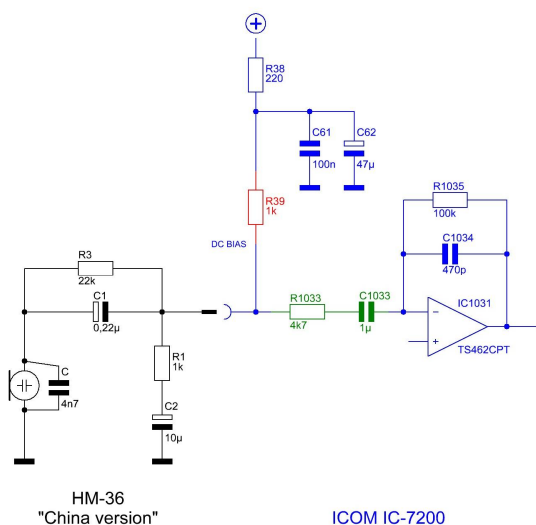 R38
220
C61
100n
C62
47µ
R39
1k
DC BIAS
R1035
100k
C1034
470p
R3
22k
C1
0,22µ
R1033
4k7
C1033
1µ
IC1031
−
+
TS462CPT
R1
1k
C
4n7
C2
10µ
HM-36
"China version"
ICOM IC-7200